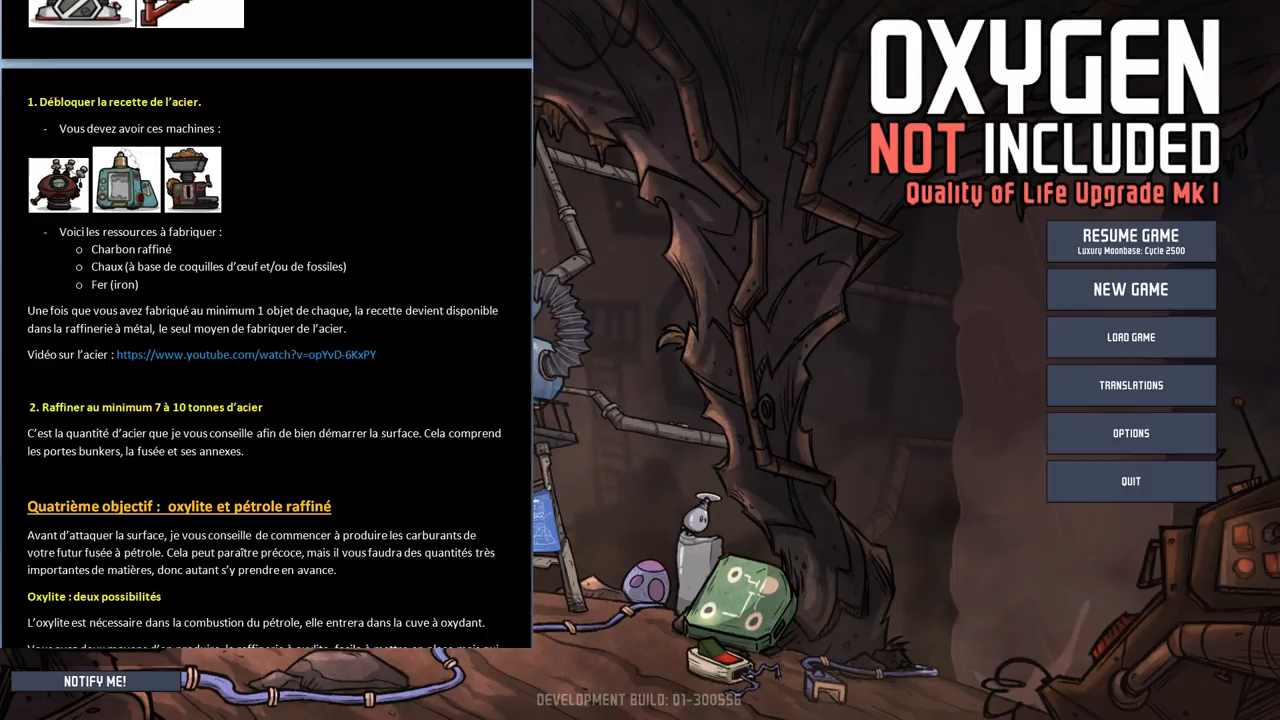 1. Débloquer la recette de l'acier.
- Vous devez avoir ces machines :
- Voici les ressources à fabriquer :
o Charbon raffiné
o Chaux (à base de coquilles d'œuf et/ou de fossiles)
o Fer (iron)
Une fois que vous avez fabriqué au minimum 1 objet de chaque, la recette devient disponible
dans la raffinerie à métal, le seul moyen de fabriquer de l'acier.
Vidéo sur l'acier : https://www.youtube.com/watch?v=opYvD-6KxPY
2. Raffiner au minimum 7 à 10 tonnes d'acier
C'est la quantité d'acier que je vous conseille afin de bien démarrer la surface. Cela comprend
les portes bunkers, la fusée et ses annexes.
Quatrième objectif : oxylite et pétrole raffiné
Avant d'attaquer la surface, je vous conseille de commencer à produire les carburants de
votre futur fusée à pétrole. Cela peut paraître précoce, mais il vous faudra des quantités très
importantes de matières, donc autant s'y prendre en avance.
Oxylite : deux possibilités
L'oxylite est nécessaire dans la combustion du pétrole, elle entrera dans la cuve à oxydant.
NOTIFY ME!
OXYGEN
NOT INCLUDED
Quality of Life Upgrade Mk I
RESUME GAME
Luxury Moonbase: Cycle 2500
NEW GAME
LOAD GAME
TRANSLATIONS
OPTIONS
QUIT
DEVELOPMENT BUILD: 01-300556